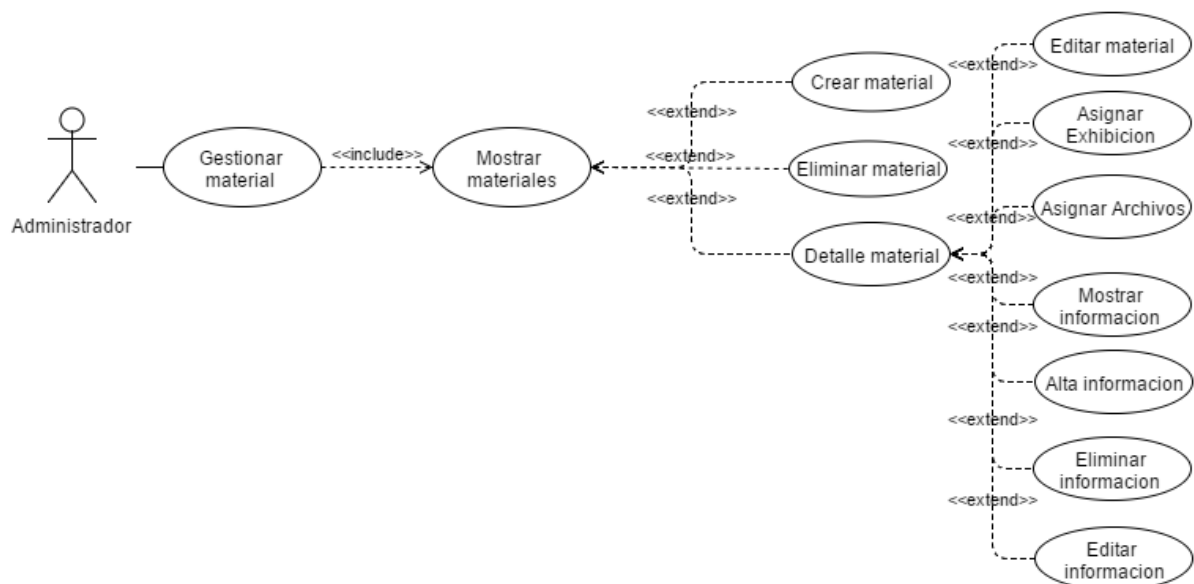 Administrador
Gestionar
material
<<include>>
Mostrar
materiales
<<extend>>
<<extend>>
<<extend>>
Crear material
Eliminar material
Detalle material
<<extend>>
<<extend>>
<<extend>>
<<extend>>
<<extend>>
<<extend>>
<<extend>>
Editar material
Asignar
Exhibicion
Asignar Archivos
Mostrar
informacion
Alta informacion
Eliminar
informacion
Editar
informacion